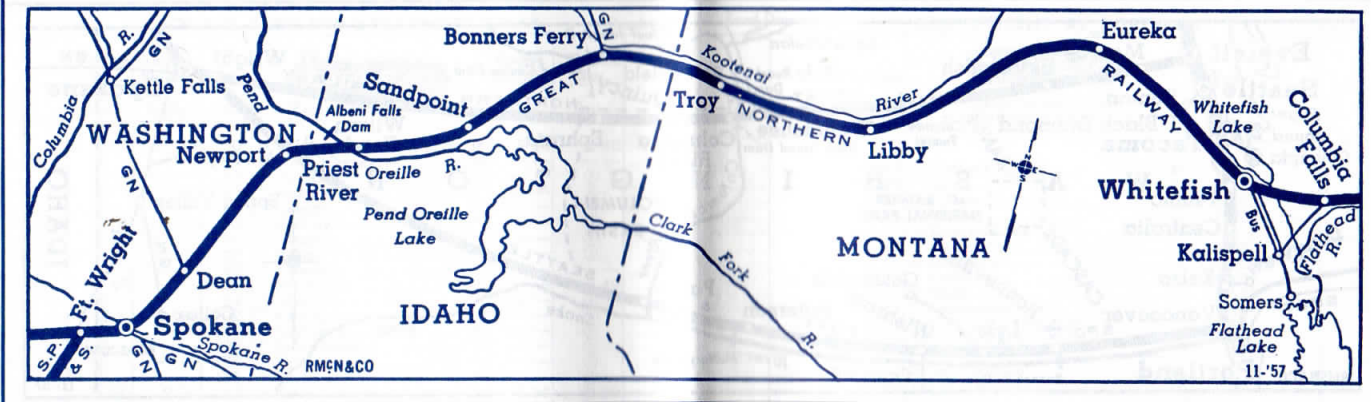 Columbia R.
GN
Kettle Falls
WASHINGTON
Newport
GN
Ft. Wright
Dean
Spokane
S.P. & S.
GN
GN
Spokane R.
RMCN&CO
Pend
Oreille
R.
Albeni Falls
Dam
Priest
River
Sandpoint
Pend Oreille
Lake
IDAHO
Bonners Ferry
GN
GREAT
NORTHERN
RAILWAY
Kootenai
River
Troy
Libby
Clark
Fork
R.
MONTANA
Eureka
Whitefish
Lake
Whitefish
Columbia
Falls
Bus
Kalispell
Flathead
R.
Somers
Flathead
Lake
11-'57